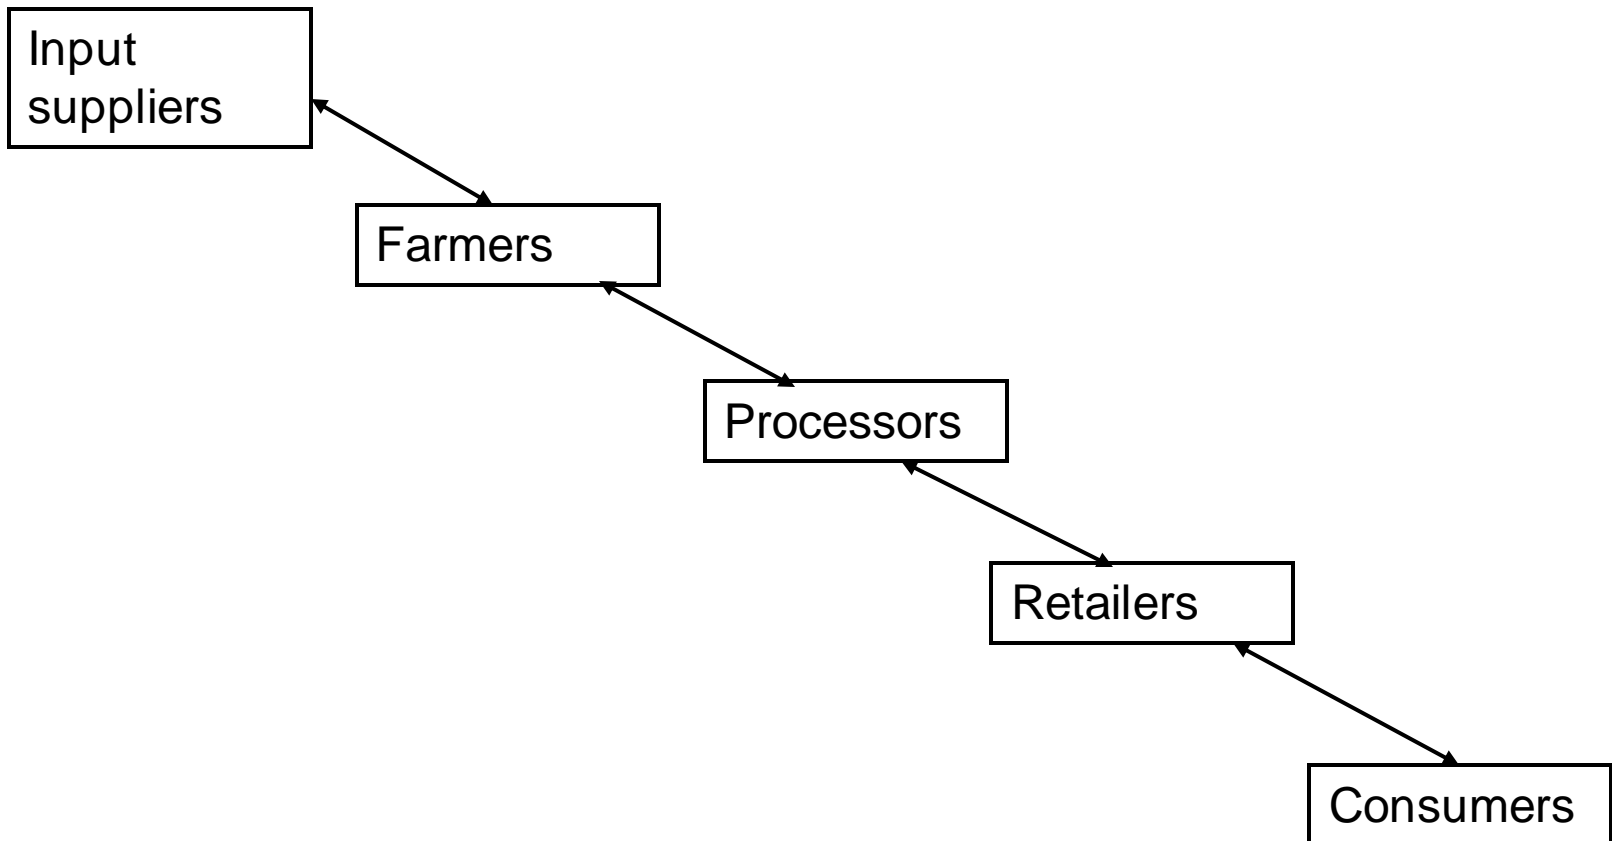 Input
suppliers
Farmers
Processors
Retailers
Consumers